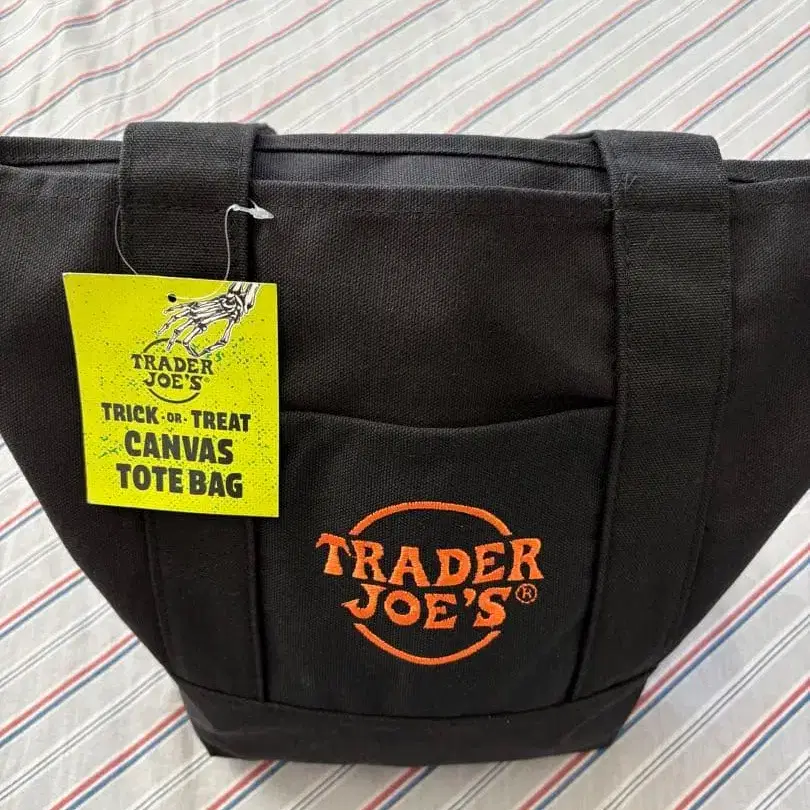 TRADER
JOE'S®
TRICK-OR-TREAT
CANVAS
TOTE BAG
TRADER
JOE'S®